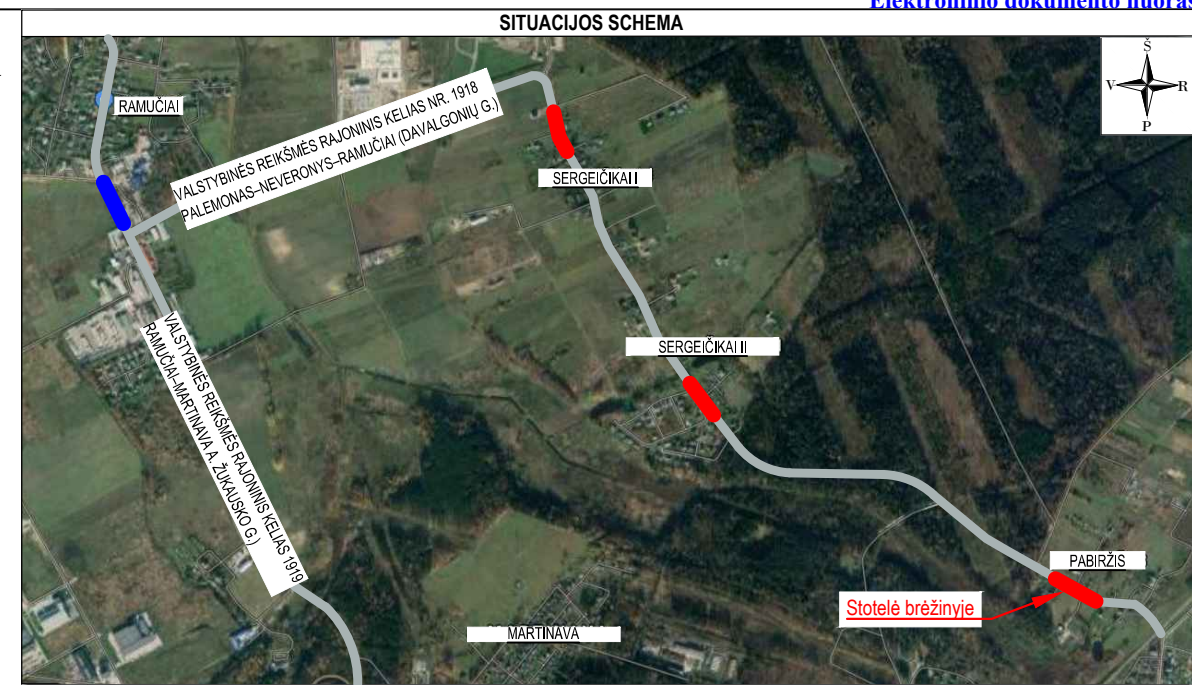 Elektroninio dokumento nuoras
SITUACIJOS SCHEMA
Š
V
R
P
RAMUČIAI
VALSTYBINĖS REIKŠMĖS RAJONINIS KELIAS NR. 1918
PALEMONAS–NEVERONYS–RAMUČIAI (DAVALGONIŲ G.)
SERGEIČIKAI I
VALSTYBINĖS REIKŠMĖS RAJONINIS KELIAS 1919
RAMUČIAI–MARTINAVA A. ŽUKAUSKO G.)
SERGEIČIKAI II
PABIRŽIS
Stotelė brėžinyje
MARTINAVA